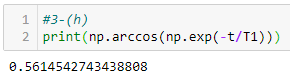 1 #3-(h)
2 print(np.arccos(np.exp(-t/T1)))
0.5614542743438808